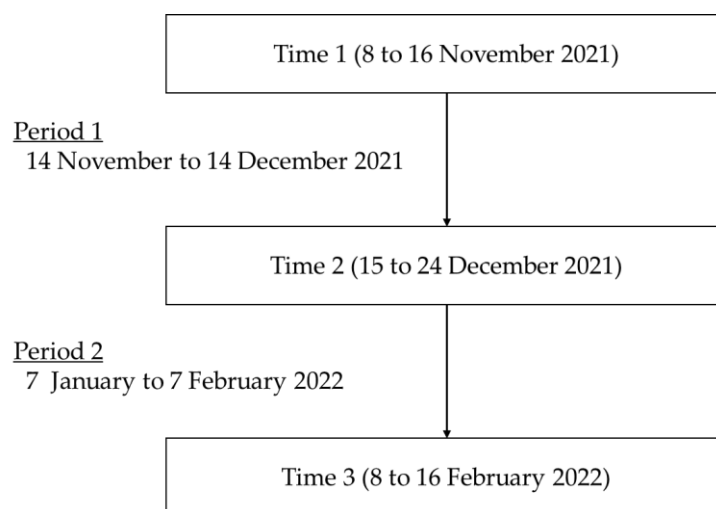 Time 1 (8 to 16 November 2021)
Period 1
14 November to 14 December 2021
Time 2 (15 to 24 December 2021)
Period 2
7 January to 7 February 2022
Time 3 (8 to 16 February 2022)